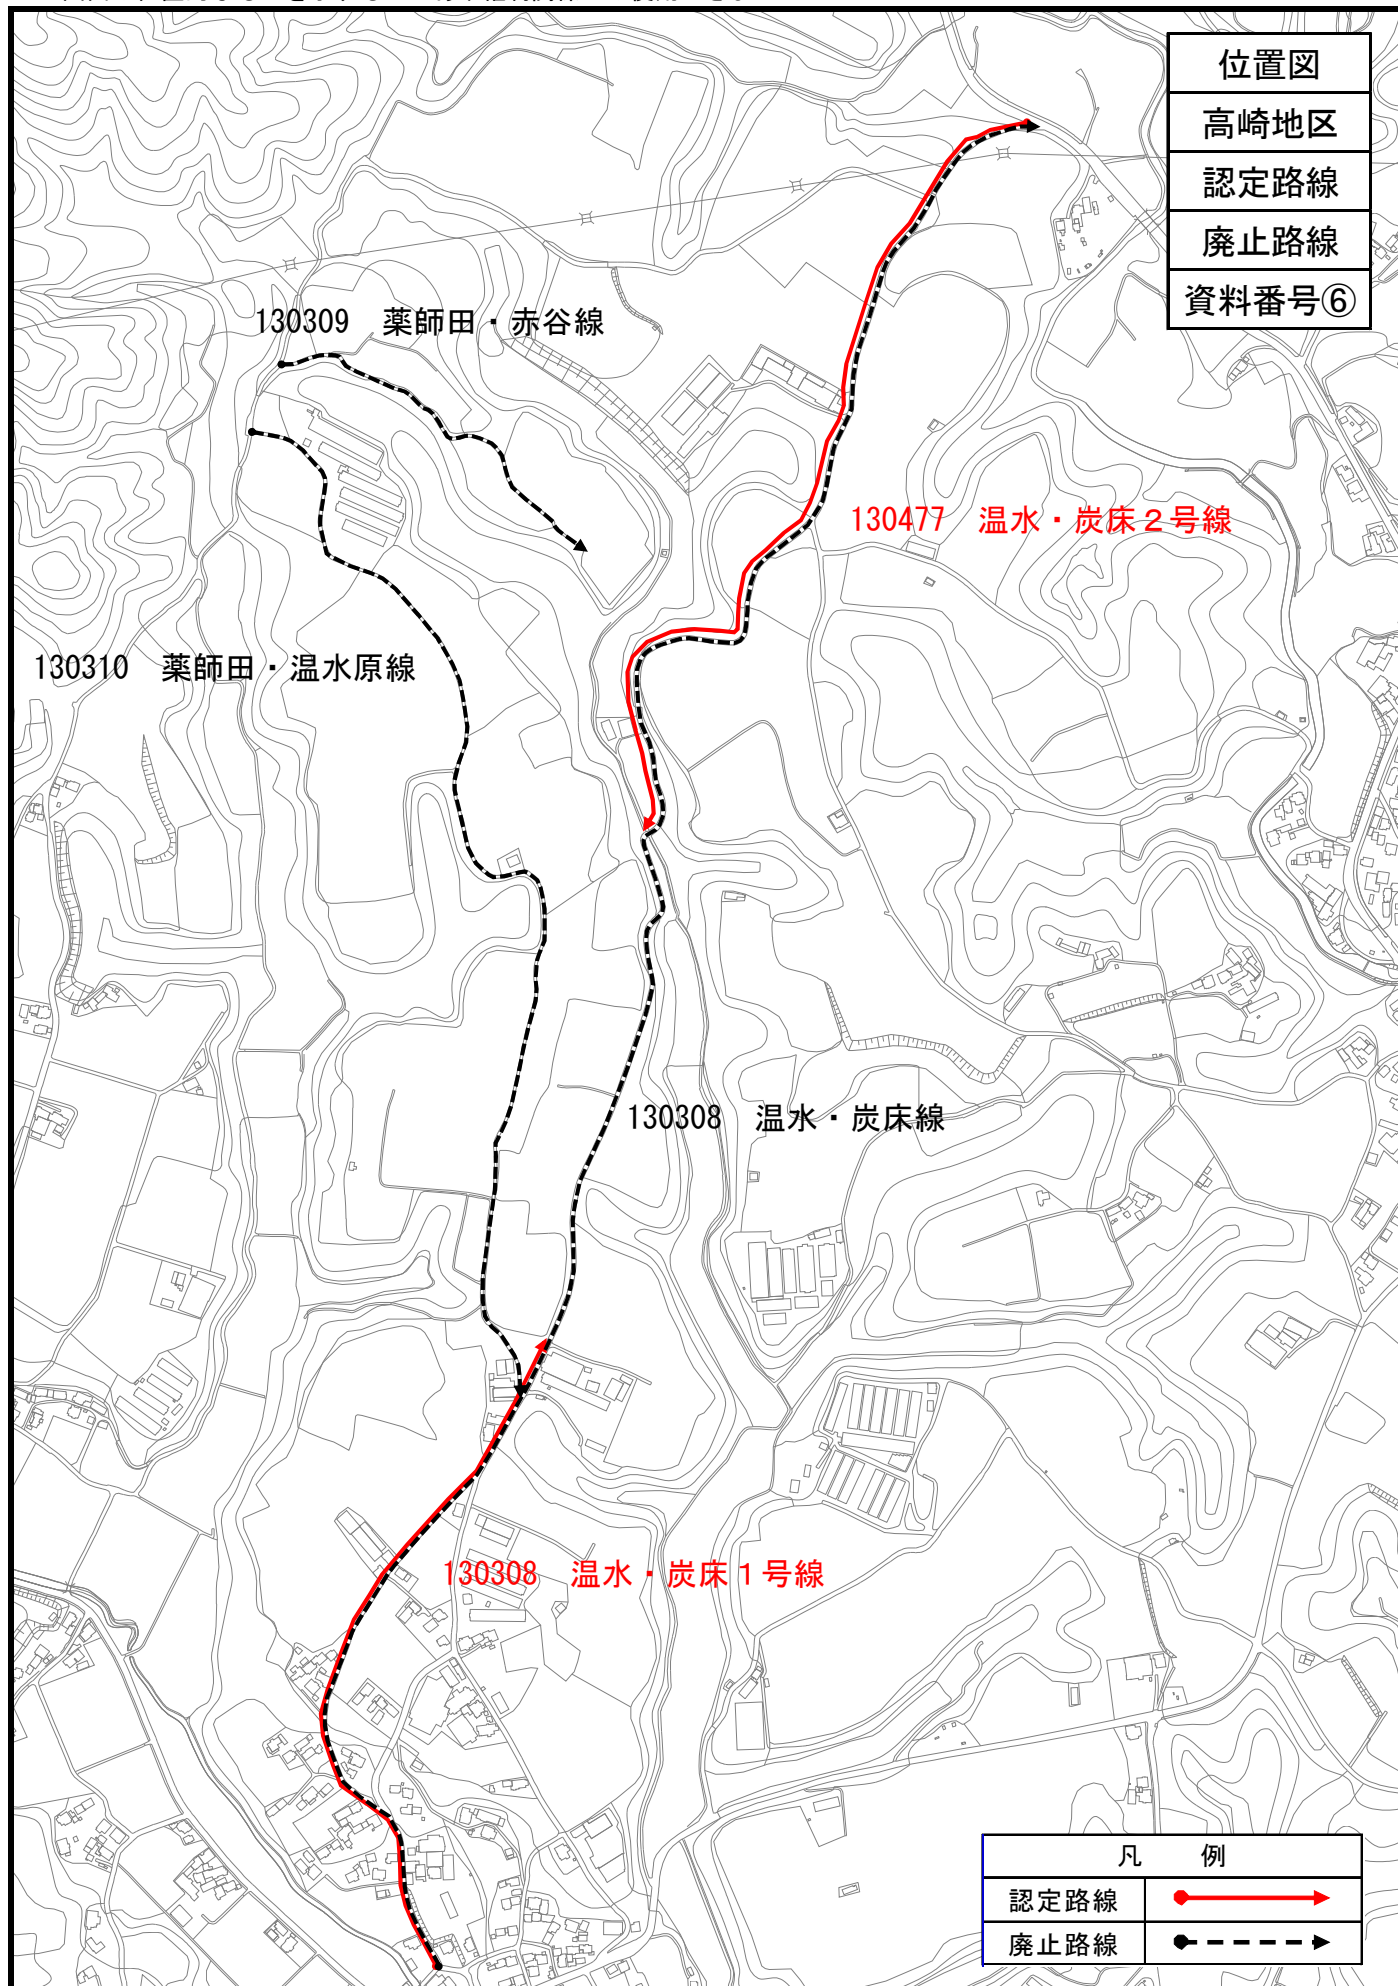 位置図
高崎地区
認定路線
廃止路線
資料番号⑥
130309　薬師田・赤谷線
130477　温水・炭床２号線
130310　薬師田・温水原線
130308　温水・炭床線
130308　温水・炭床１号線
凡　例
認定路線
廃止路線